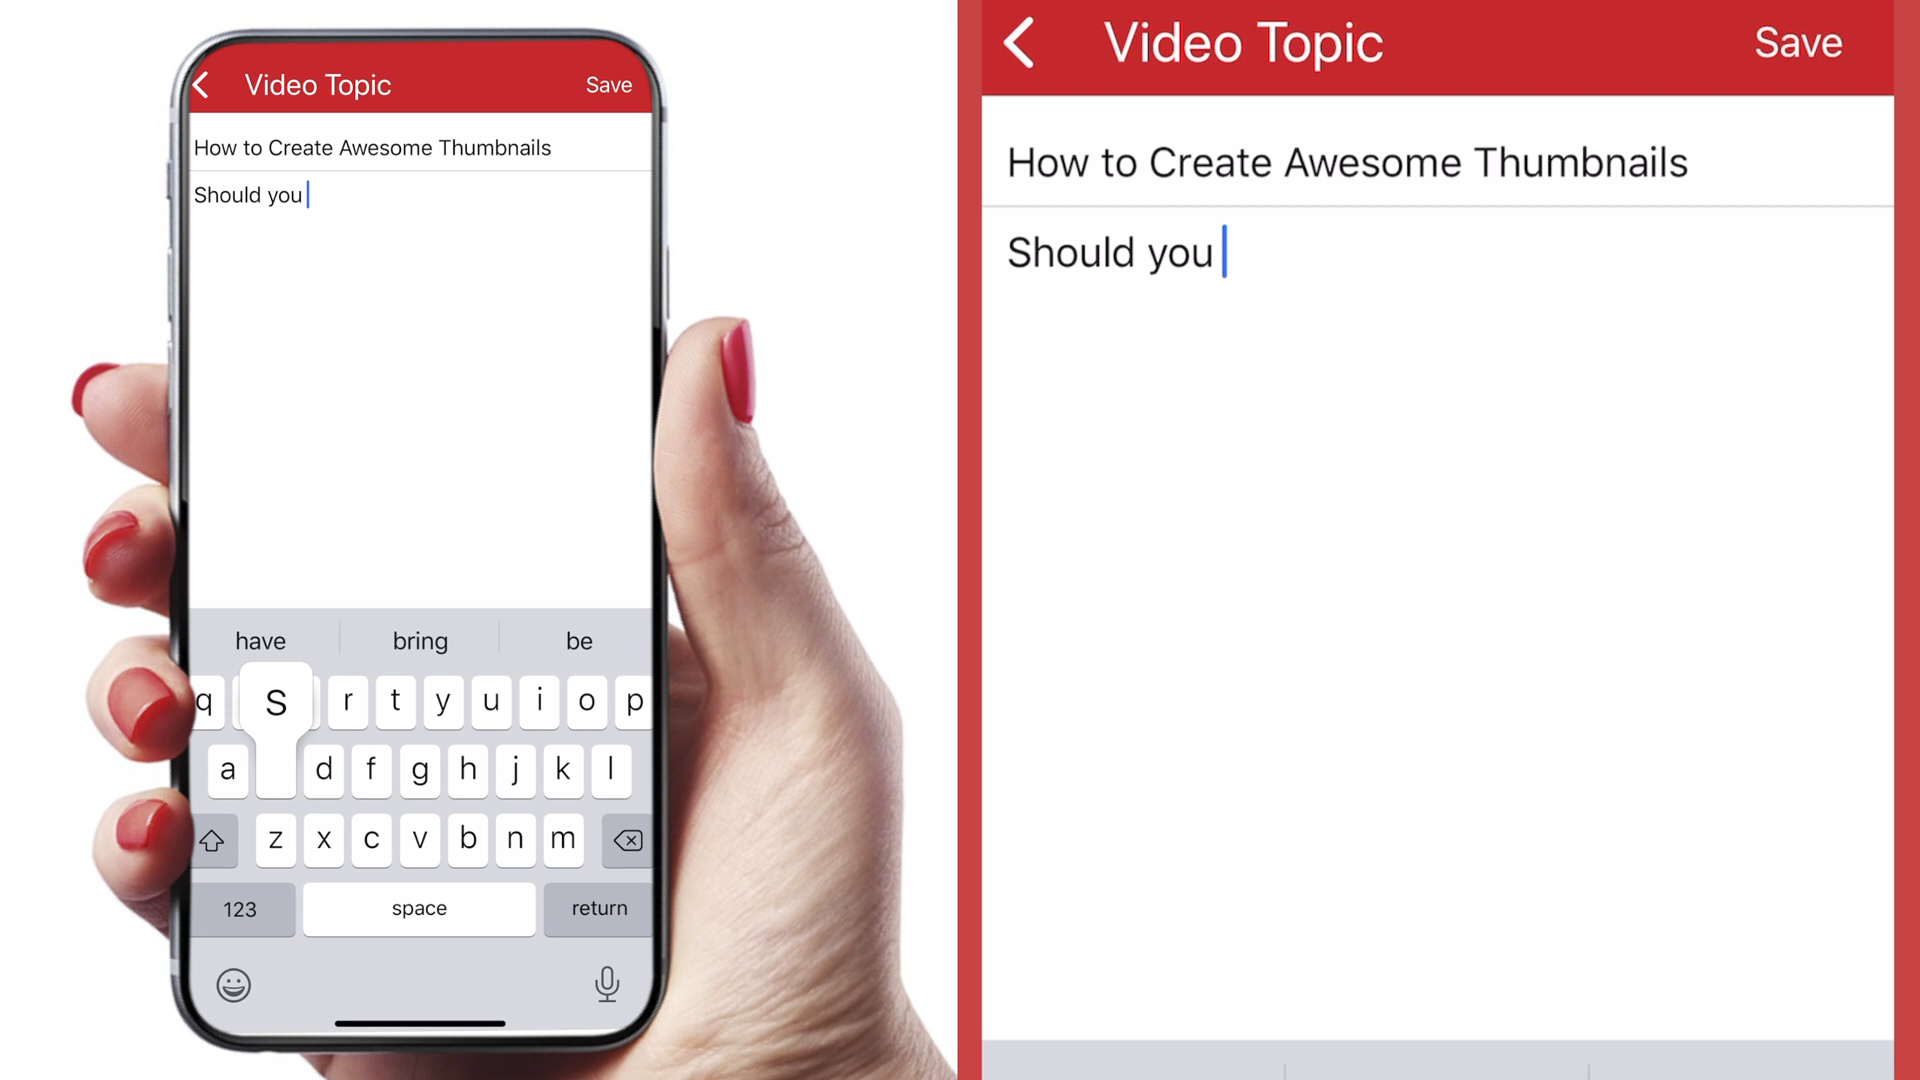 Video Topic Save
How to Create Awesome Thumbnails
Should you
have bring be
q S r t y u i o p
a d f g h j k l
z x c v b n m
123 space return
Video Topic Save
How to Create Awesome Thumbnails
Should you